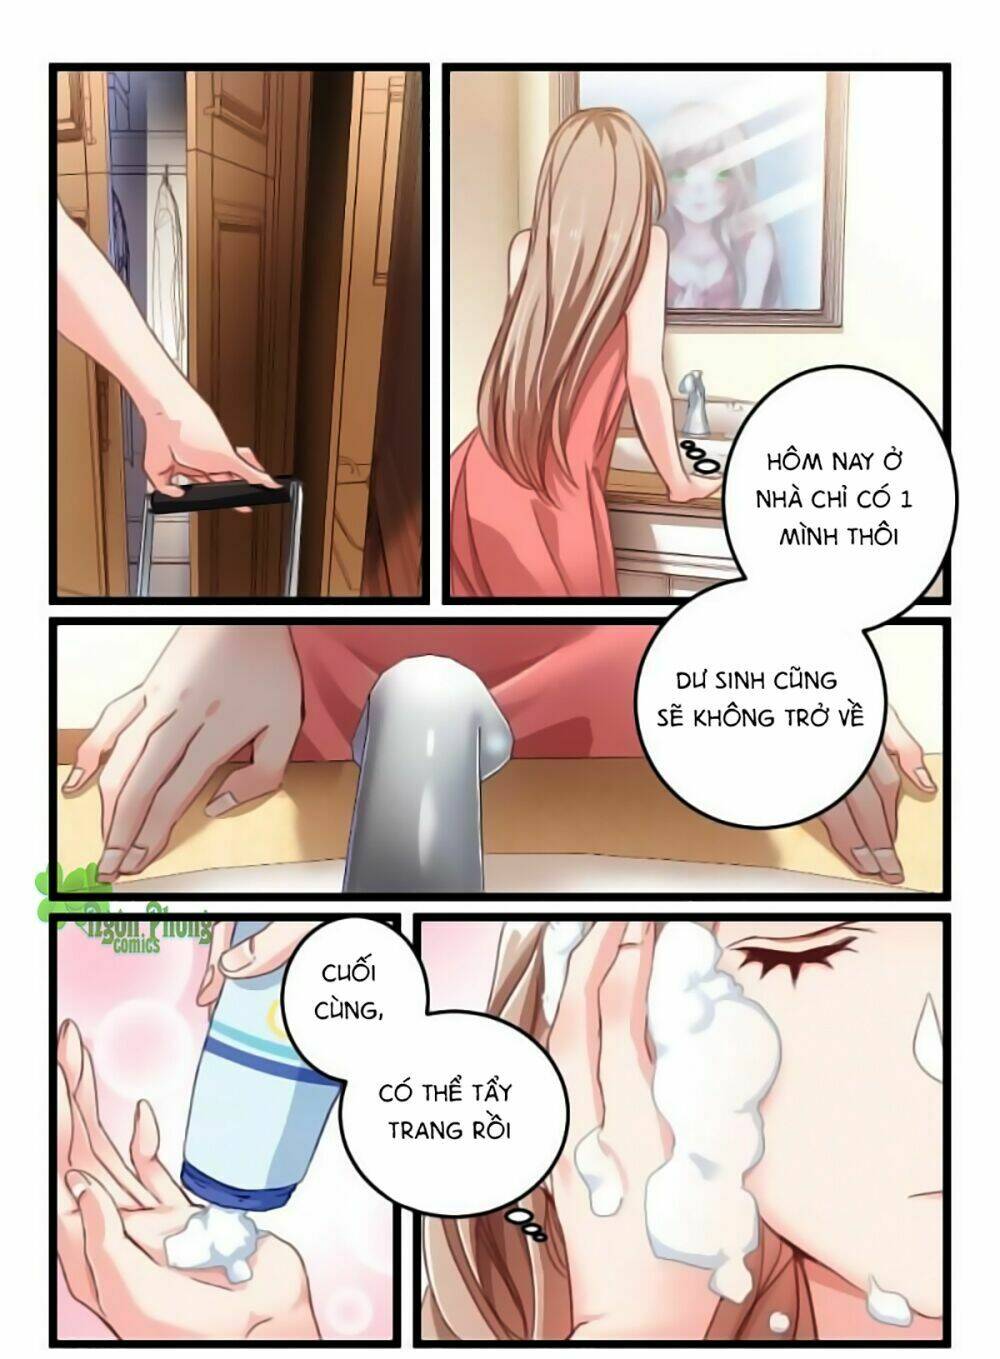 HÔM NAY Ở
NHÀ CHỈ CÓ 1
MÌNH THÔI
DƯ SINH CŨNG
SẼ KHÔNG TRỞ VỀ
Ngôn Phong
comics
CUỐI
CÙNG,
CÓ THỂ TẨY
TRANG RỒI